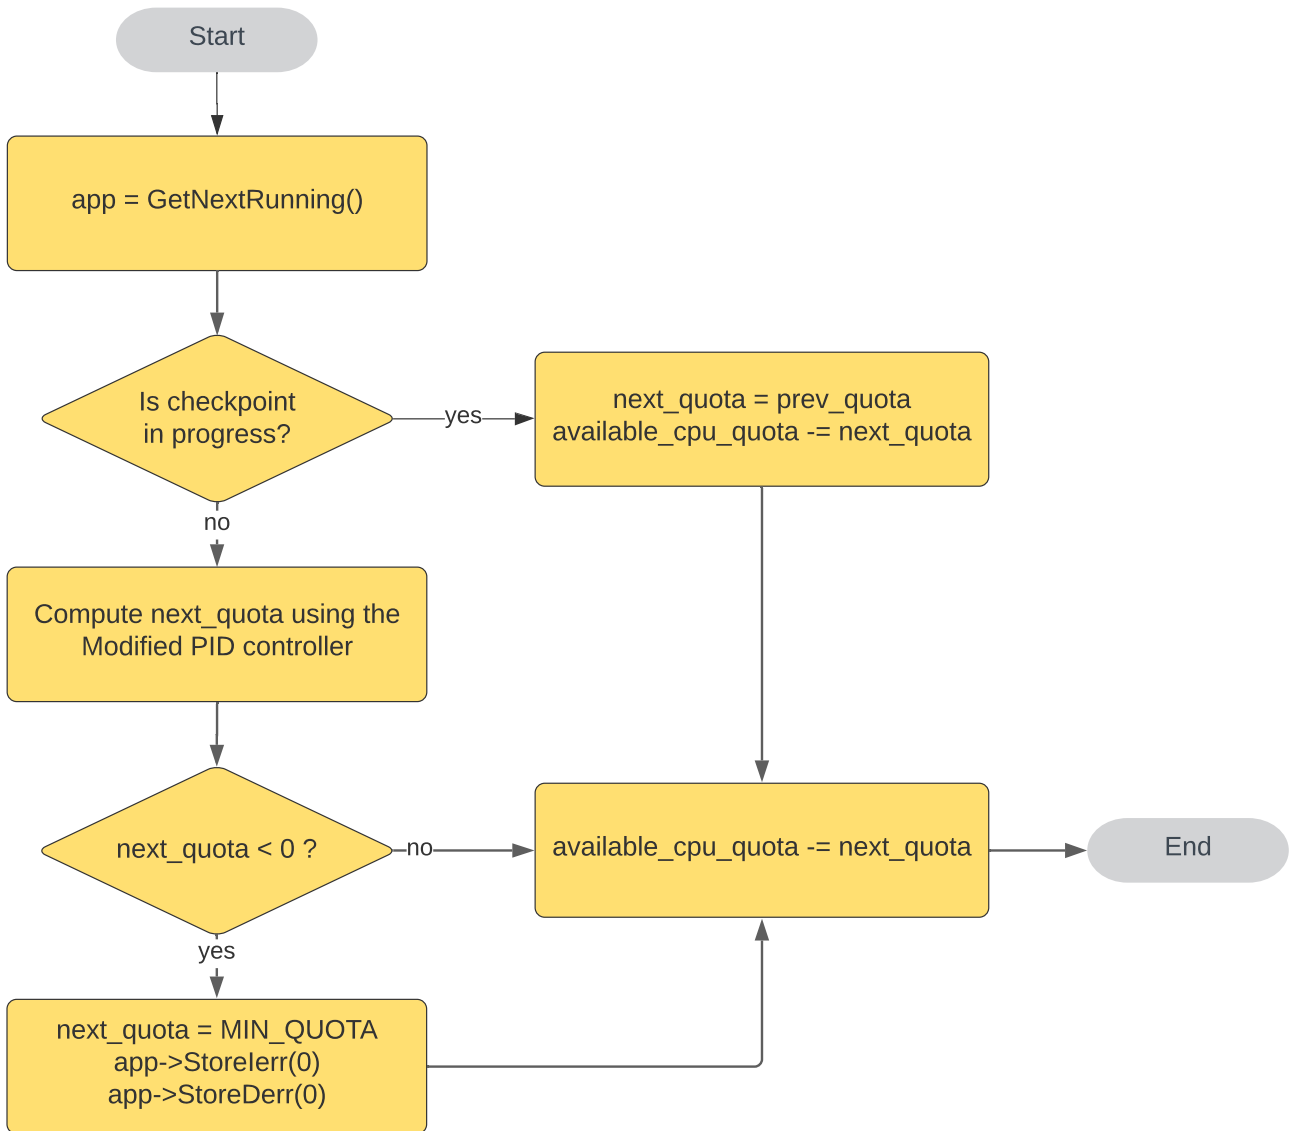 Start
app = GetNextRunning()
Is checkpoint
in progress?
yes
next_quota = prev_quota
available_cpu_quota -= next_quota
no
Compute next_quota using the
Modified PID controller
next_quota < 0 ?
no
available_cpu_quota -= next_quota
End
yes
next_quota = MIN_QUOTA
app->StoreIerr(0)
app->StoreDerr(0)